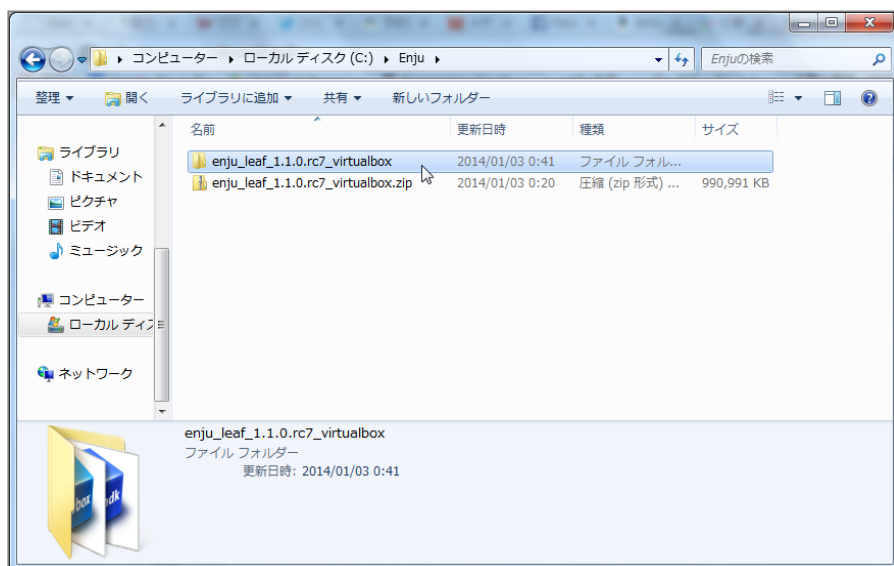 コンピューター ▸ ローカル ディスク (C:) ▸ Enju ▸
Enjuの検索
整理 ▼ 開く ライブラリに追加 ▼ 共有 ▼ 新しいフォルダー
名前 更新日時 種類 サイズ
enju_leaf_1.1.0.rc7_virtualbox 2014/01/03 0:41 ファイル フォル...
enju_leaf_1.1.0.rc7_virtualbox.zip 2014/01/03 0:20 圧縮 (zip 形式) ... 990,991 KB
ライブラリ
ドキュメント
ピクチャ
ビデオ
ミュージック
コンピューター
ローカル ディス
ネットワーク
enju_leaf_1.1.0.rc7_virtualbox
ファイル フォルダー
更新日時: 2014/01/03 0:41
box
dk